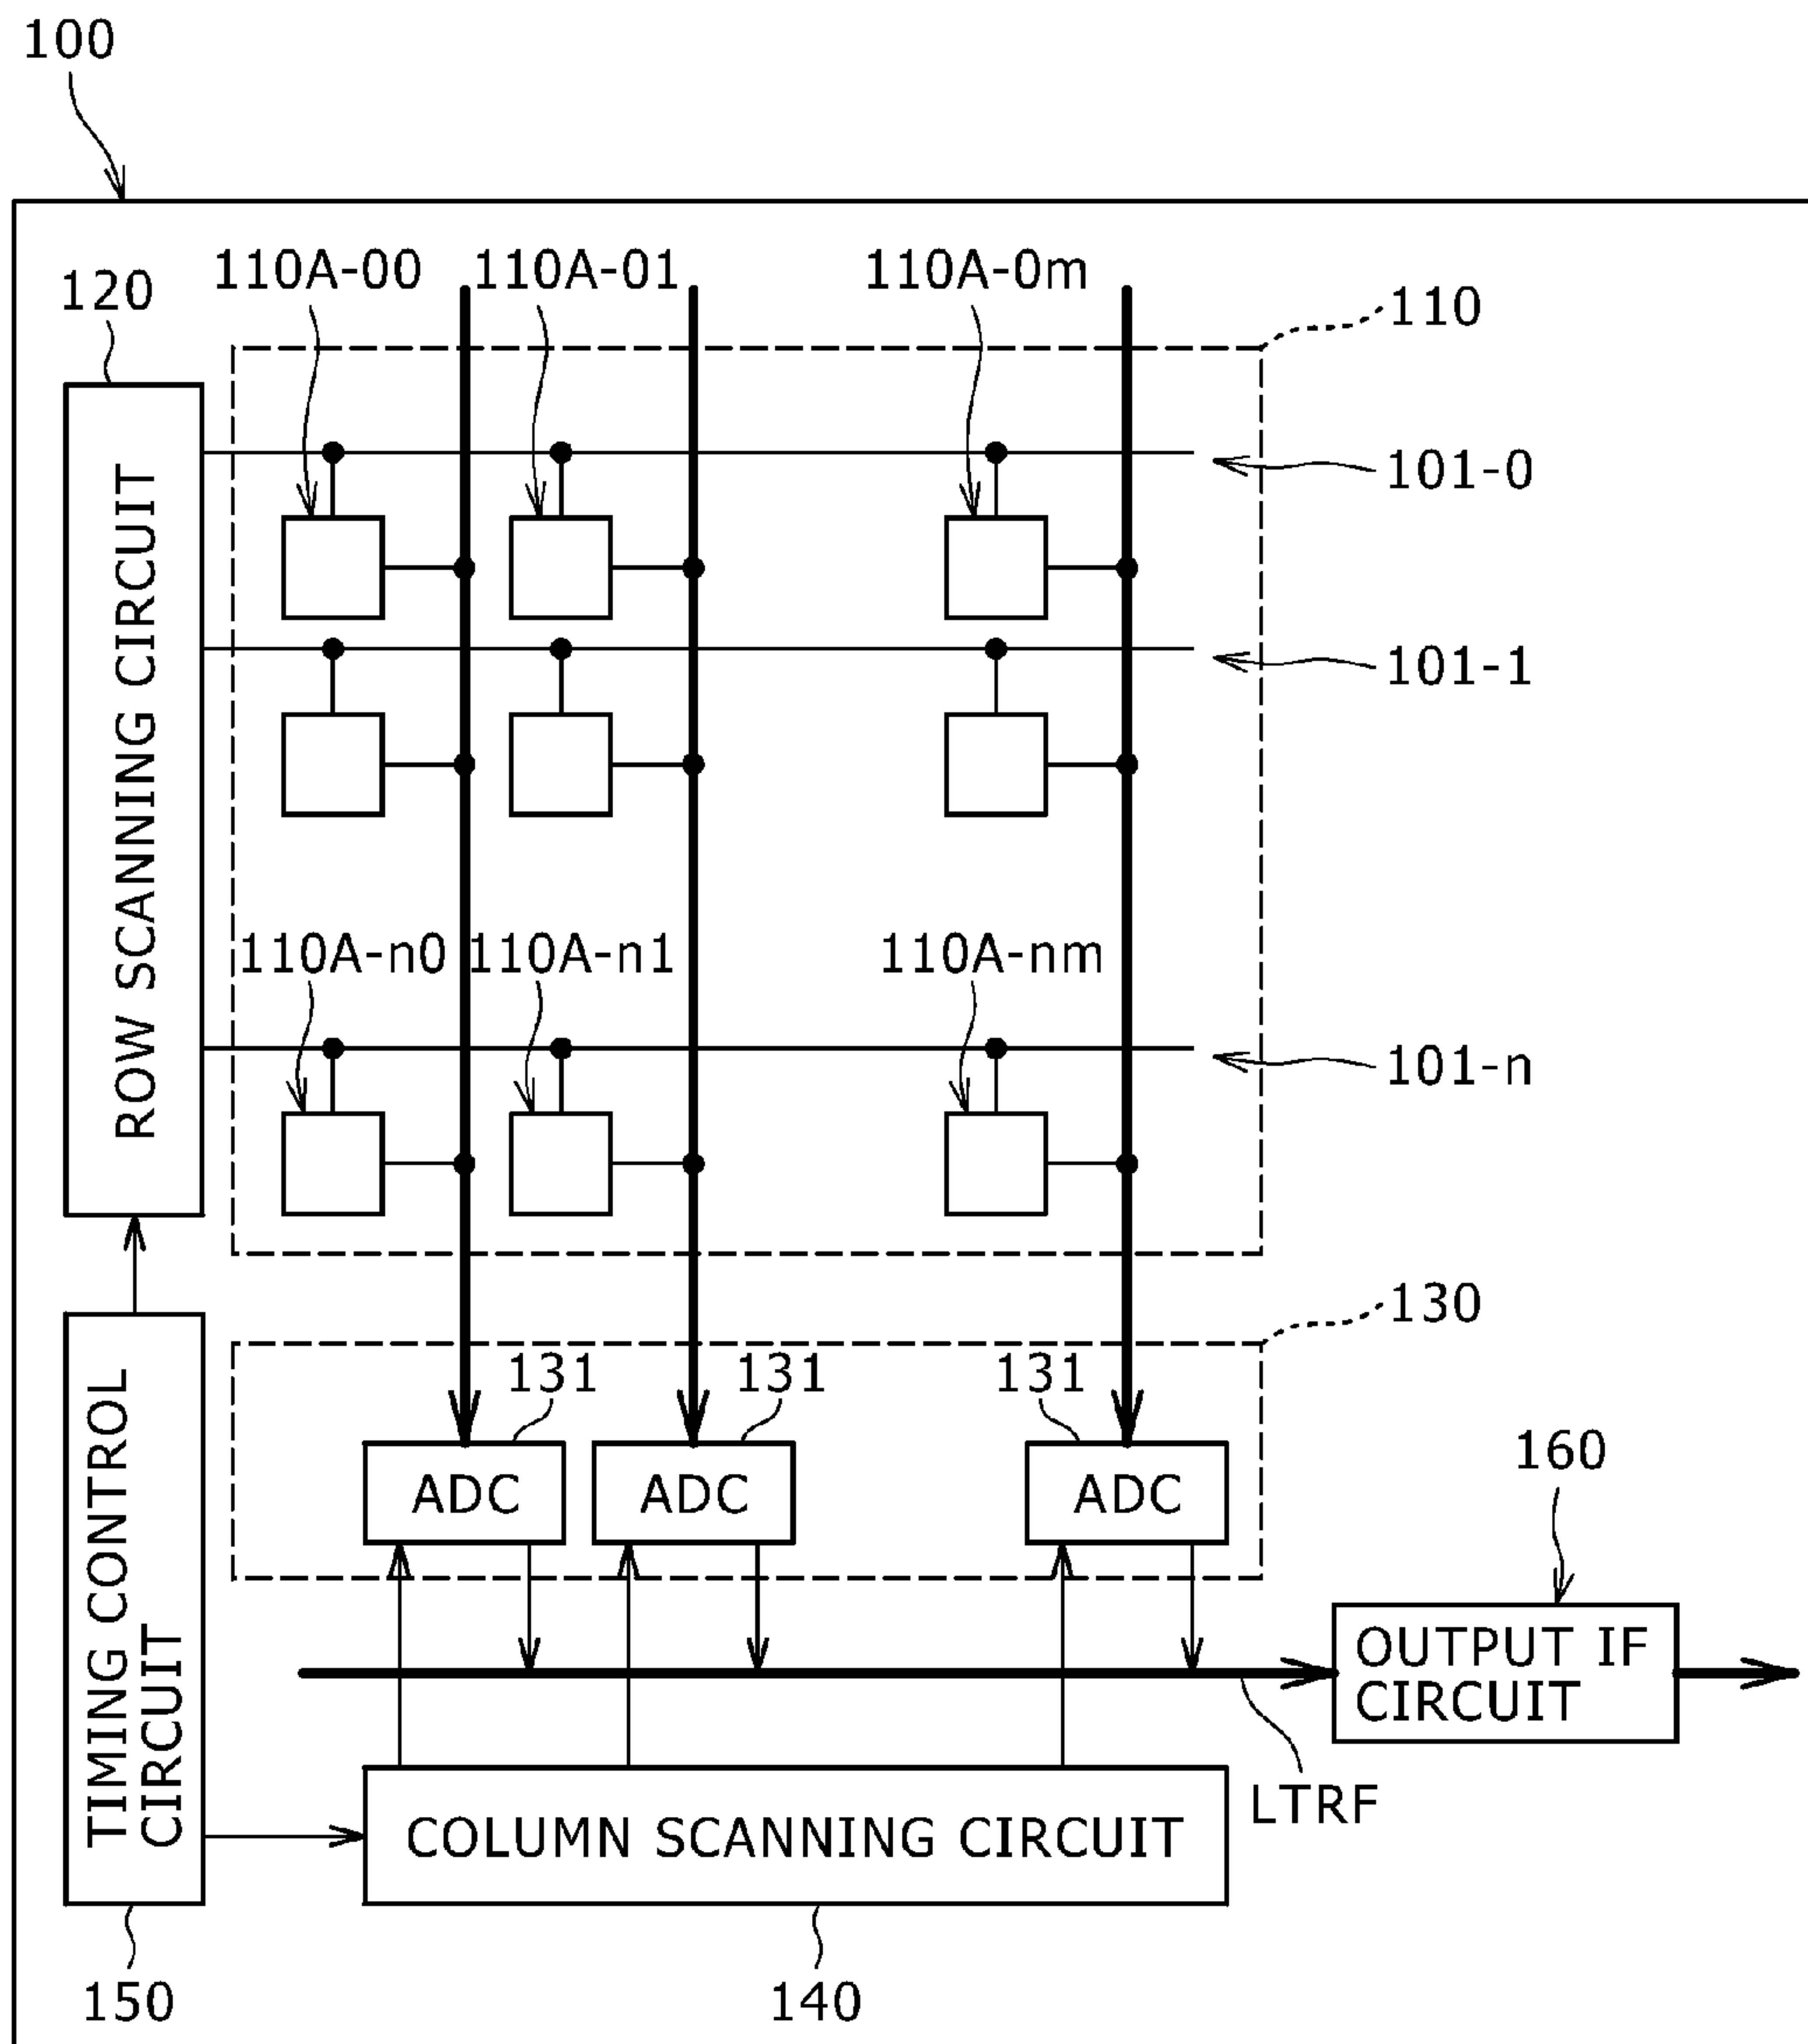 100
110A-00 110A-01 110A-0m
120
110
ROW SCANNING CIRCUIT
101-0
101-1
110A-n0 110A-n1 110A-nm
101-n
130
131 131 131
ADC ADC ADC
160
OUTPUT IF
CIRCUIT
TIMING CONTROL
CIRCUIT
LTRF
COLUMN SCANNING CIRCUIT
150
140